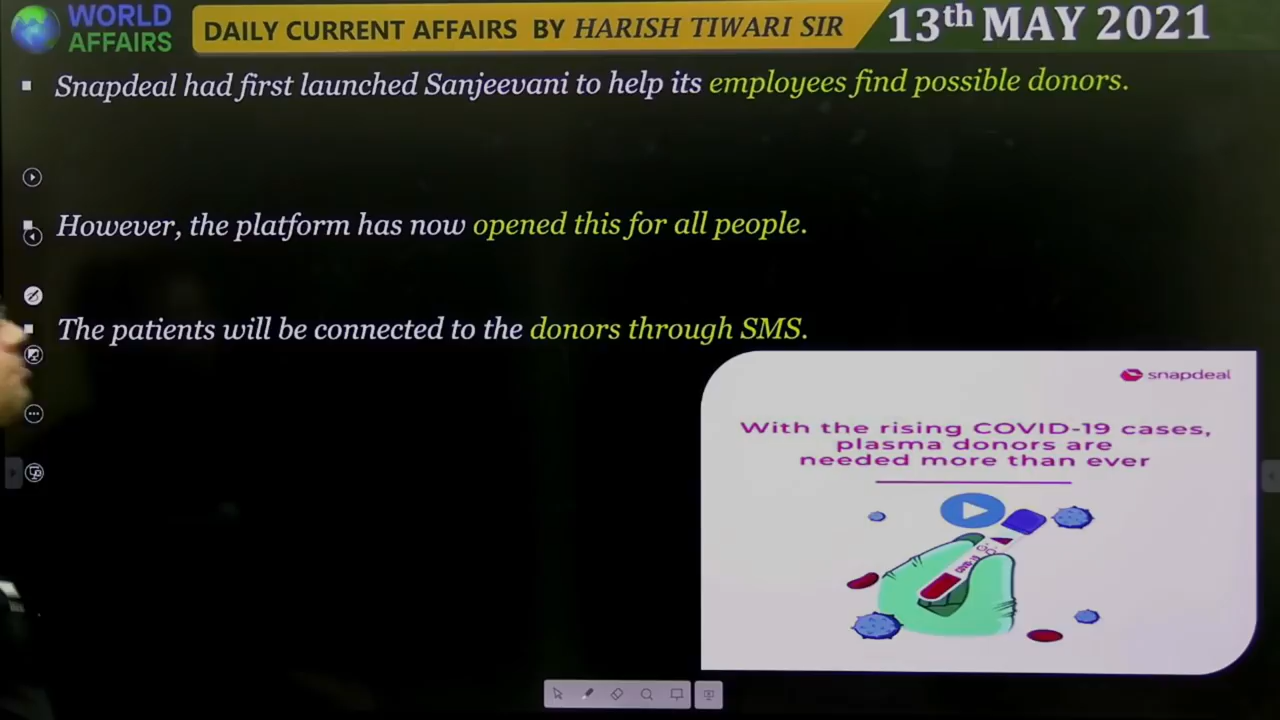 WORLD
AFFAIRS
DAILY CURRENT AFFAIRS BY HARISH TIWARI SIR
13th MAY 2021
Snapdeal had first launched Sanjeevani to help its employees find possible donors.
However, the platform has now opened this for all people.
The patients will be connected to the donors through SMS.
snapdeal
With the rising COVID-19 cases,
plasma donors are
needed more than ever
COVID-19